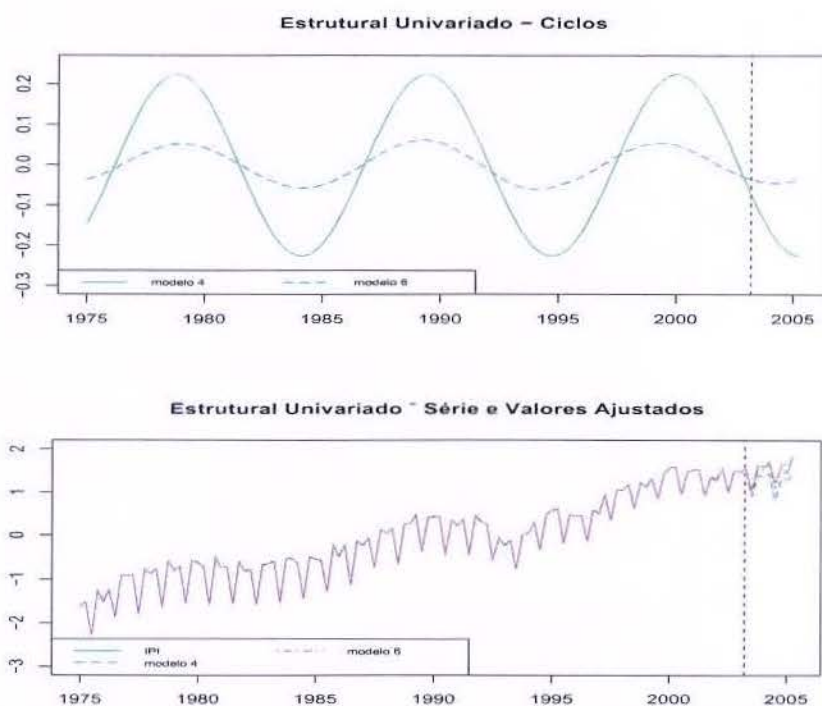 Estrutural Univariado – Ciclos
0.2
0.1
0.0
-0.1
-0.2
-0.3
modelo 4 modelo 6
1975 1980 1985 1990 1995 2000 2005
Estrutural Univariado - Série e Valores Ajustados
2
1
0
-1
-2
-3
IPI modelo 6
modelo 4
1975 1980 1985 1990 1995 2000 2005